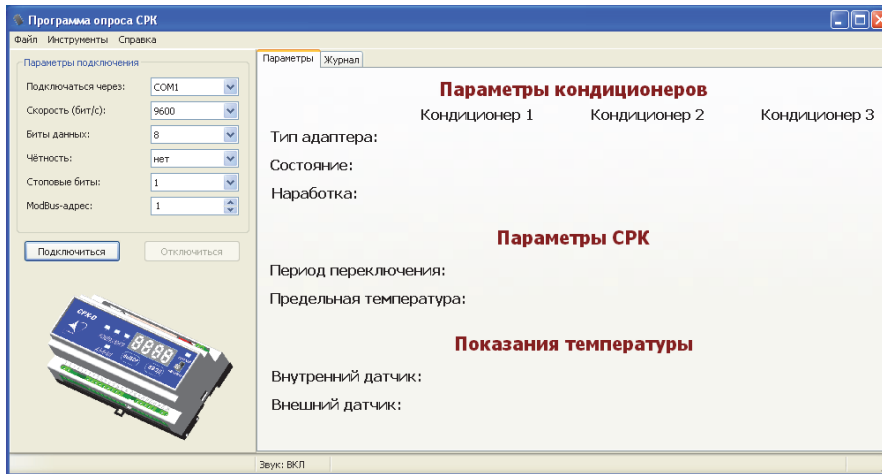 Программа опроса СРК
Файл Инструменты Справка
Параметры подключения
Подключаться через: COM1
Скорость (бит/с): 9600
Биты данных: 8
Чётность: нет
Стоповые биты: 1
ModBus-адрес: 1
Подключиться Отключиться
СРК-D
8888
Параметры Журнал
Параметры кондиционеров
Кондиционер 1 Кондиционер 2 Кондиционер 3
Тип адаптера:
Состояние:
Наработка:
Параметры СРК
Период переключения:
Предельная температура:
Показания температуры
Внутренний датчик:
Внешний датчик:
Звук: ВКЛ